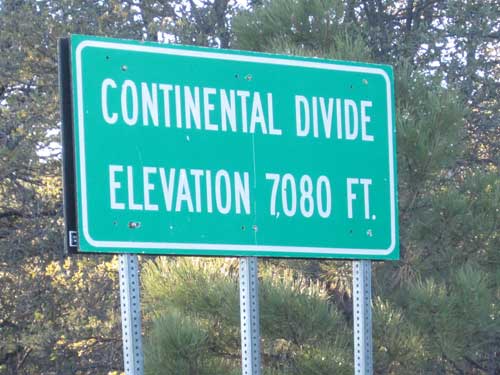 CONTINENTAL DIVIDE
ELEVATION 7,080 FT.